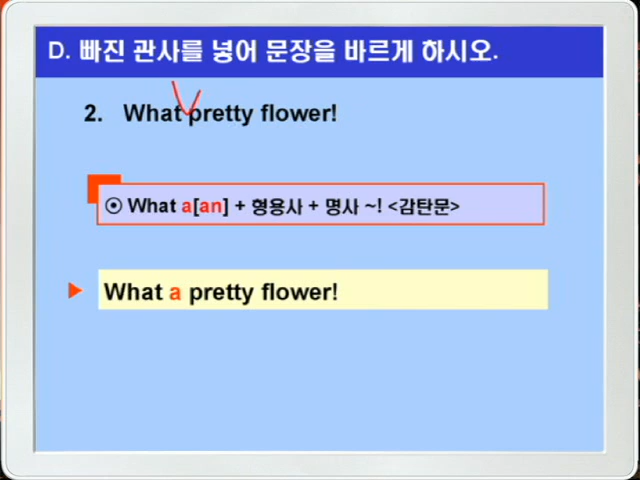 D. 빠진 관사를 넣어 문장을 바르게 하시오.
2. What pretty flower!
⊙ What a[an] + 형용사 + 명사 ~! <감탄문>
▶ What a pretty flower!